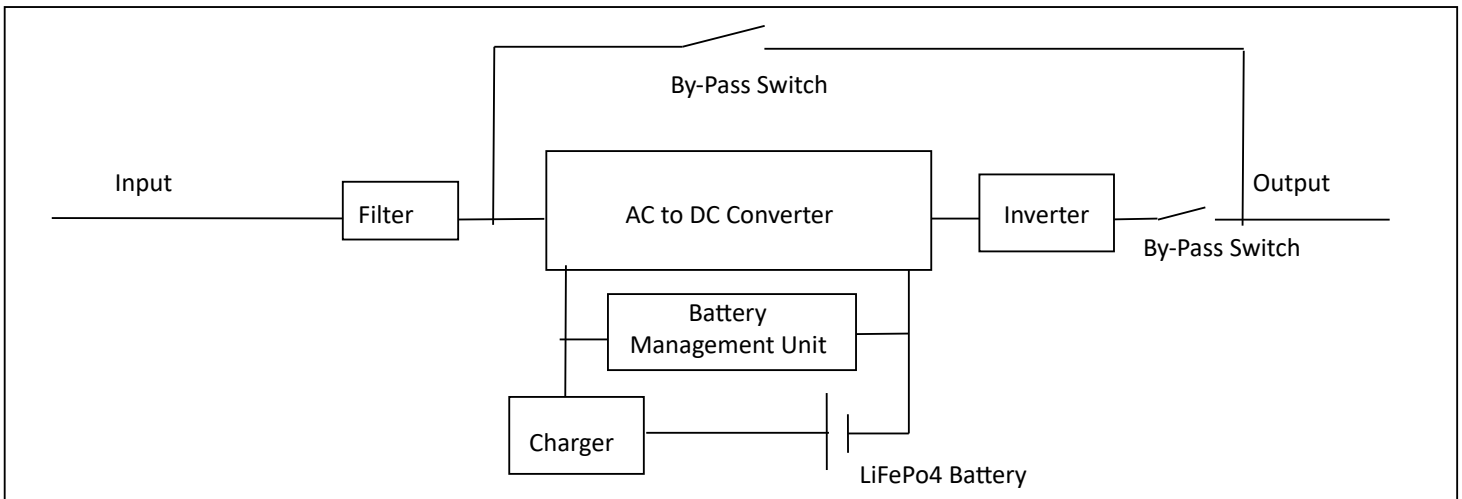 By-Pass Switch
Input
Filter
AC to DC Converter
Inverter
Output
By-Pass Switch
Battery
Management Unit
Charger
LiFePo4 Battery